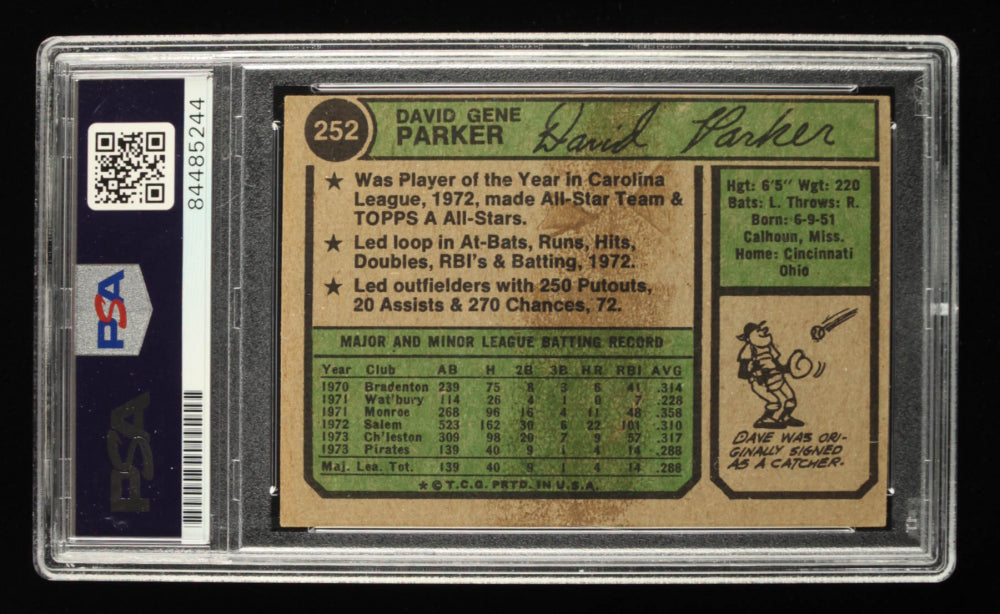 84485244
PSA
PSA
252
DAVID GENE
PARKER
David Parker
★ Was Player of the Year in Carolina
League, 1972, made All-Star Team &
TOPPS A All-Stars.
★ Led loop in At-Bats, Runs, Hits,
Doubles, RBI's & Batting, 1972.
★ Led outfielders with 250 Putouts,
20 Assists & 270 Chances, 72.
Hgt: 6'5" Wgt: 220
Bats: L. Throws: R.
Born: 6-9-51
Calhoun, Miss.
Home: Cincinnati
Ohio
MAJOR AND MINOR LEAGUE BATTING RECORD
Year Club AB H 2B 3B HR RBI AVG
1970 Bradenton 239 75 8 3 6 41 .314
1971 Wat'bury 114 26 4 1 0 7 .228
1971 Monroe 268 96 16 4 11 48 .358
1972 Salem 523 162 30 6 22 101 .310
1973 Ch'leston 309 98 20 7 9 57 .317
1973 Pirates 139 40 9 1 4 14 .288
Maj. Lea. Tot. 139 40 9 1 4 14 .288
★ © T.C.G. PRTD. IN U.S.A.
DAVE WAS ORI-
GINALLY SIGNED
AS A CATCHER.